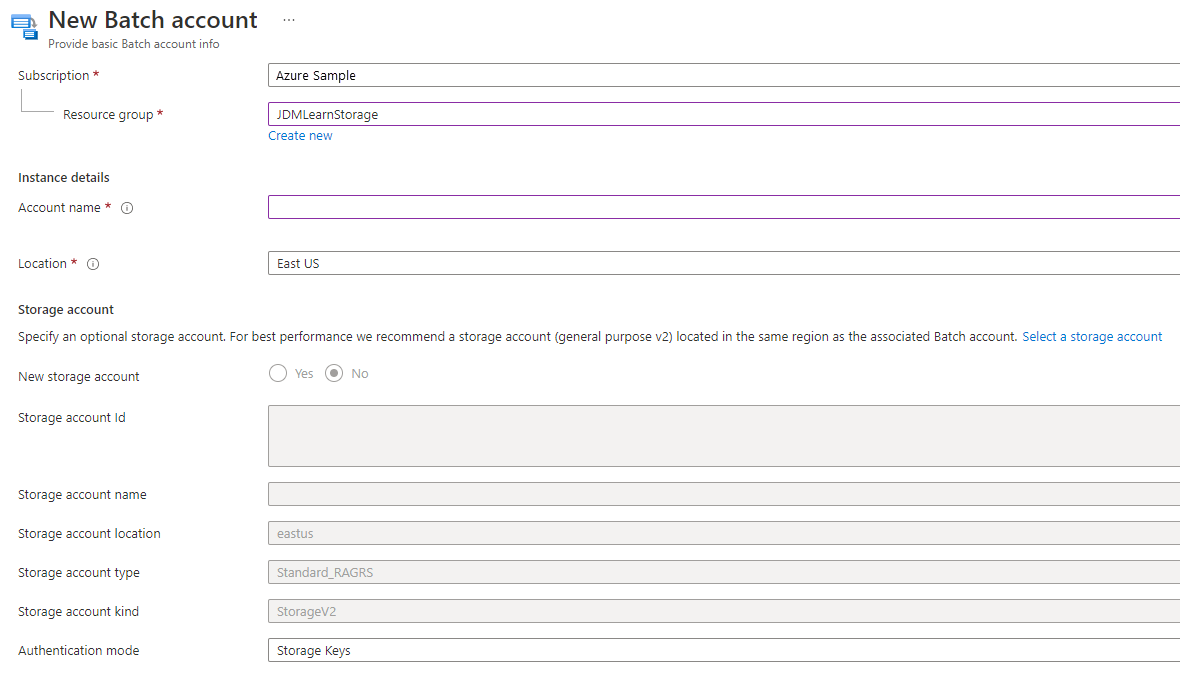 New Batch account ...
Provide basic Batch account info
Subscription * Azure Sample
Resource group * JDMLearnStorage
Create new
Instance details
Account name *
Location * East US
Storage account
Specify an optional storage account. For best performance we recommend a storage account (general purpose v2) located in the same region as the associated Batch account. Select a storage account
New storage account Yes No
Storage account Id
Storage account name
Storage account location eastus
Storage account type Standard_RAGRS
Storage account kind StorageV2
Authentication mode Storage Keys